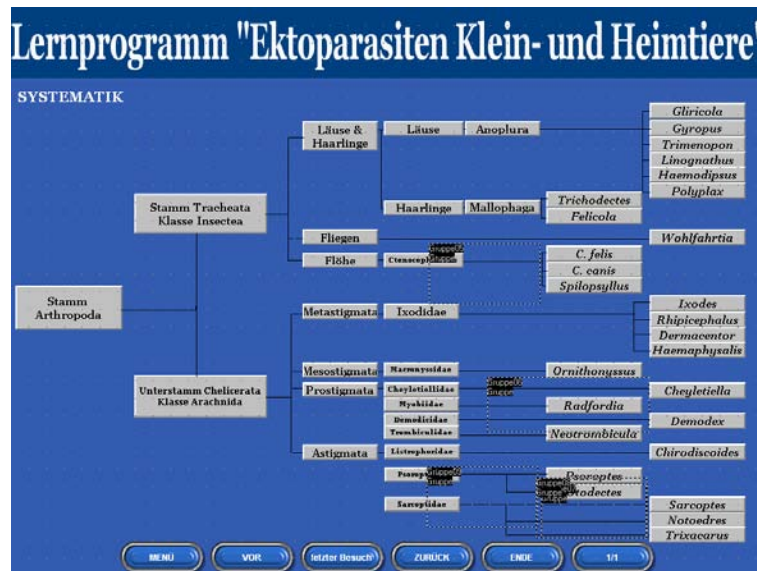 Lernprogramm "Ektoparasiten Klein- und Heimtiere"
SYSTEMATIK
Stamm
Arthropoda
Stamm Tracheata
Klasse Insectea
Unterstamm Chelicerata
Klasse Arachnida
Läuse &
Haarlinge
Läuse
Anoplura
Gliricola
Gyropus
Trimenopon
Linognathus
Haemodipsus
Polyplax
Haarlinge
Mallophaga
Trichodectes
Felicola
Fliegen
Wohlfahrtia
Flöhe
C. felis
C. canis
Spilopsyllus
Metastigmata
Ixodidae
Ixodes
Rhipicephalus
Dermacentor
Haemaphysalis
Mesostigmata
Macronyssidae
Ornithonyssus
Prostigmata
Cheyletiellidae
Cheyletiella
Myobiidae
Radfordia
Demodicidae
Demodex
Trombiculidae
Neotrombicula
Astigmata
Listrophoridae
Chirodiscoides
Psoroptes
Sarcoptidae
Sarcoptes
Notoedres
Trixacarus
Gruppe
Gruppe
MENÜ
VOR
letzter Besuch
ZURÜCK
ENDE
1/1